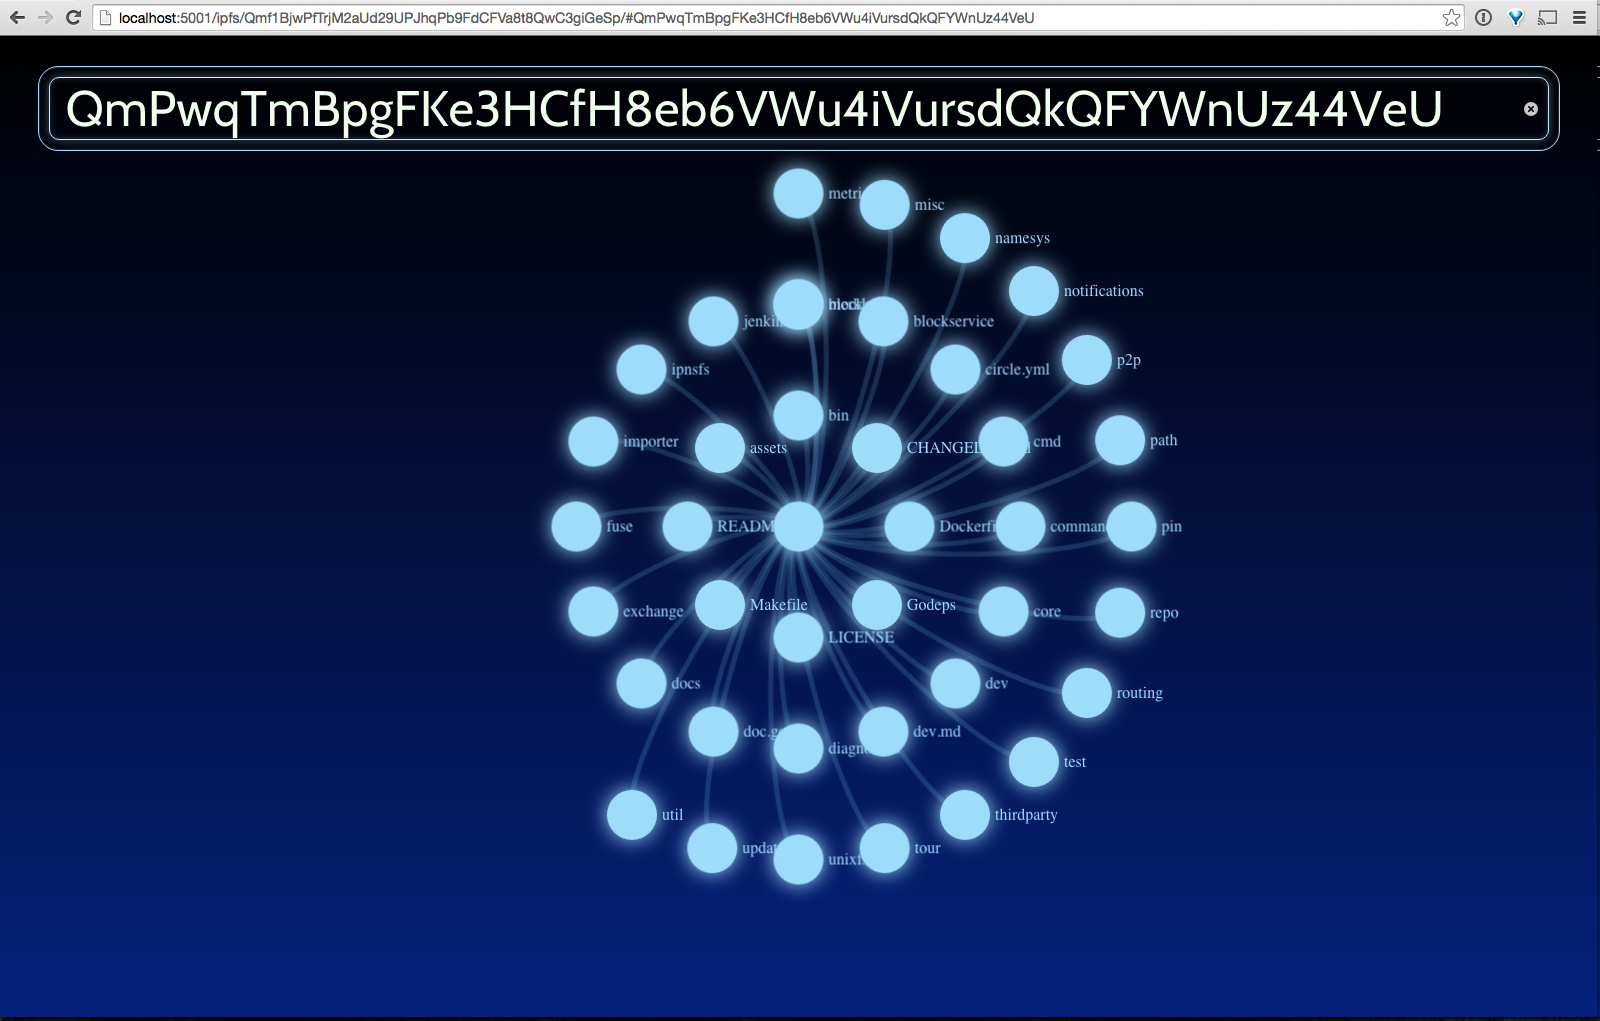 localhost:5001/ipfs/Qmf1BjwPfTrjM2aUd29UPJhqPb9FdCFVa8t8QwC3giGeSp/#QmPwqTmBpgFKe3HCfH8eb6VWu4iVursdQkQFYWnUz44VeU
QmPwqTmBpgFKe3HCfH8eb6VWu4iVursdQkQFYWnUz44VeU
metri
misc
namesys
notifications
jenkin
blockservice
p2p
ipnsfs
circle.yml
bin
importer
assets
CHANGEL
cmd
path
fuse
READM
Dockerfi
comman
pin
exchange
Makefile
Godeps
core
repo
LICENSE
docs
dev
routing
doc.g
diagn
dev.md
test
util
thirdparty
updat
unixf
tour